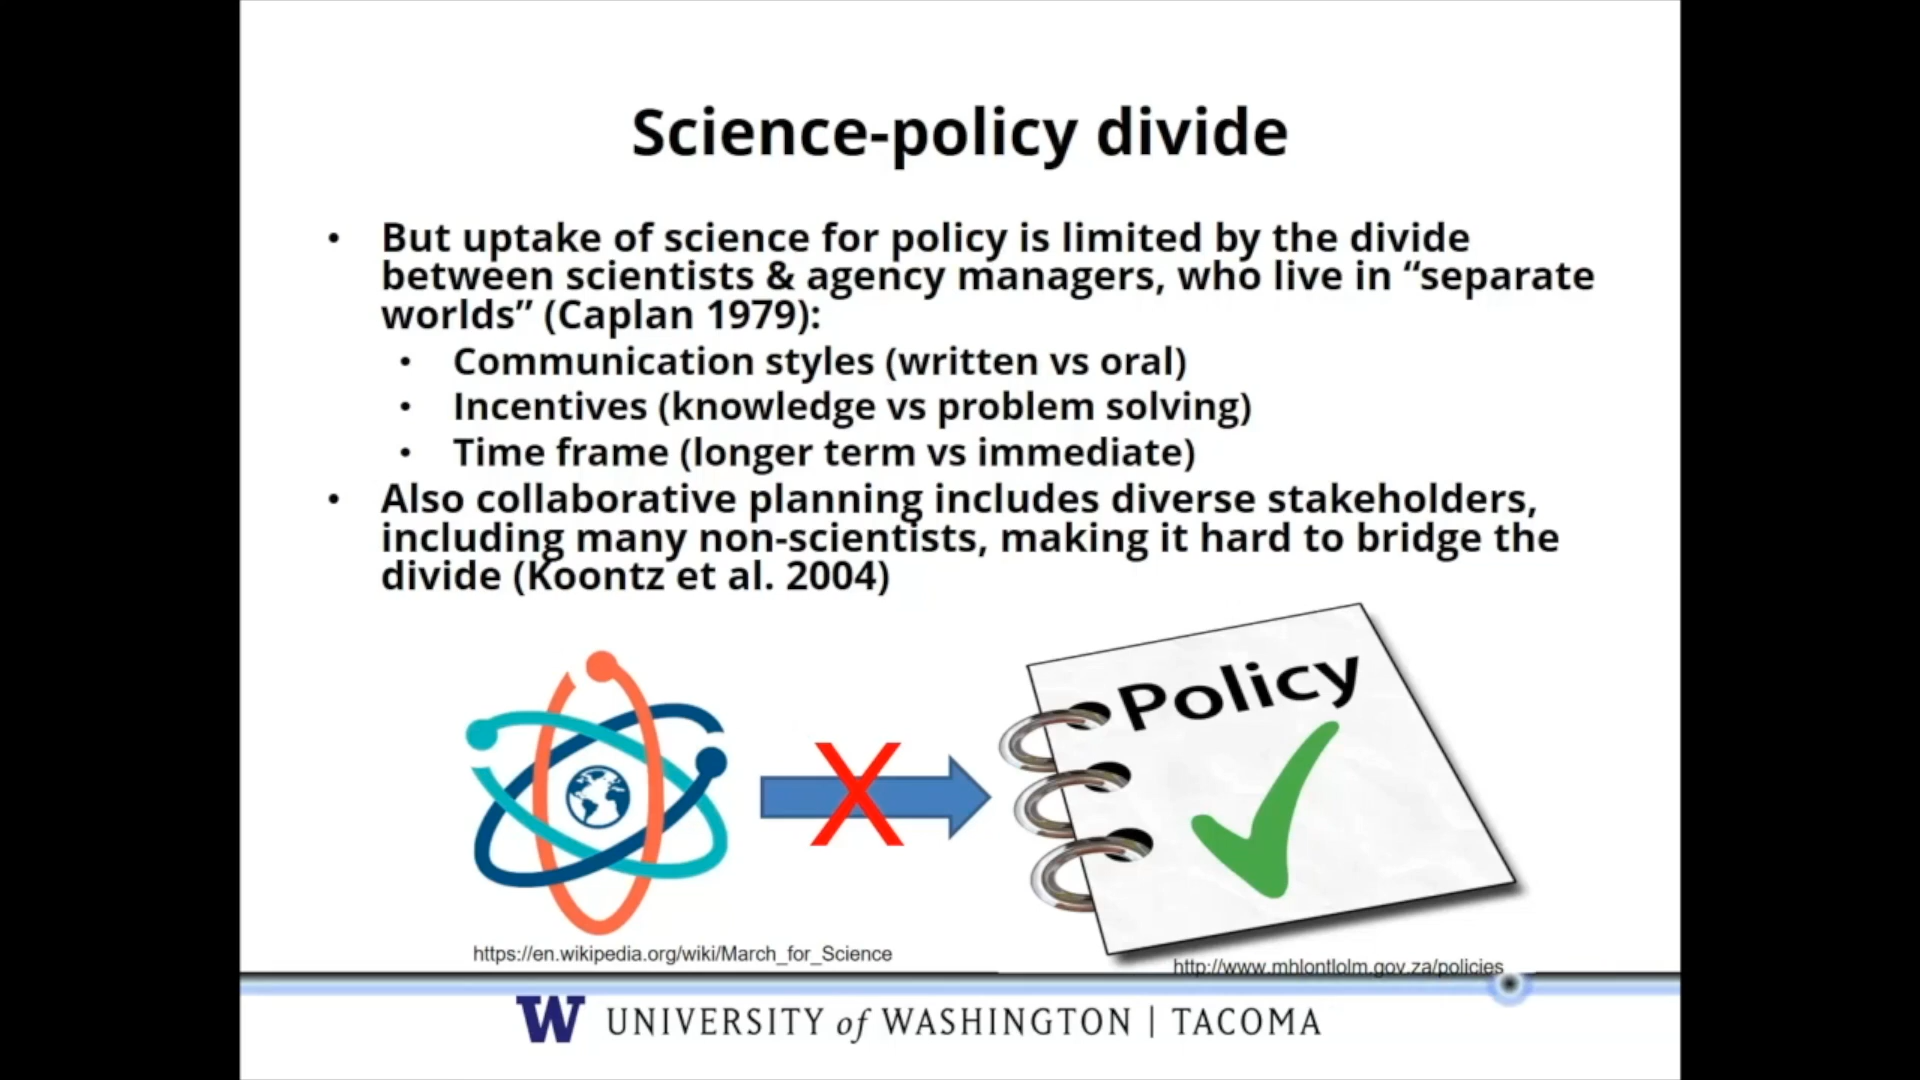 Science-policy divide
• But uptake of science for policy is limited by the divide
between scientists & agency managers, who live in “separate
worlds” (Caplan 1979):
• Communication styles (written vs oral)
• Incentives (knowledge vs problem solving)
• Time frame (longer term vs immediate)
• Also collaborative planning includes diverse stakeholders,
including many non-scientists, making it hard to bridge the
divide (Koontz et al. 2004)
Policy
X
https://en.wikipedia.org/wiki/March_for_Science
http://www.mhlontlolm.gov.za/policies
W UNIVERSITY of WASHINGTON | TACOMA